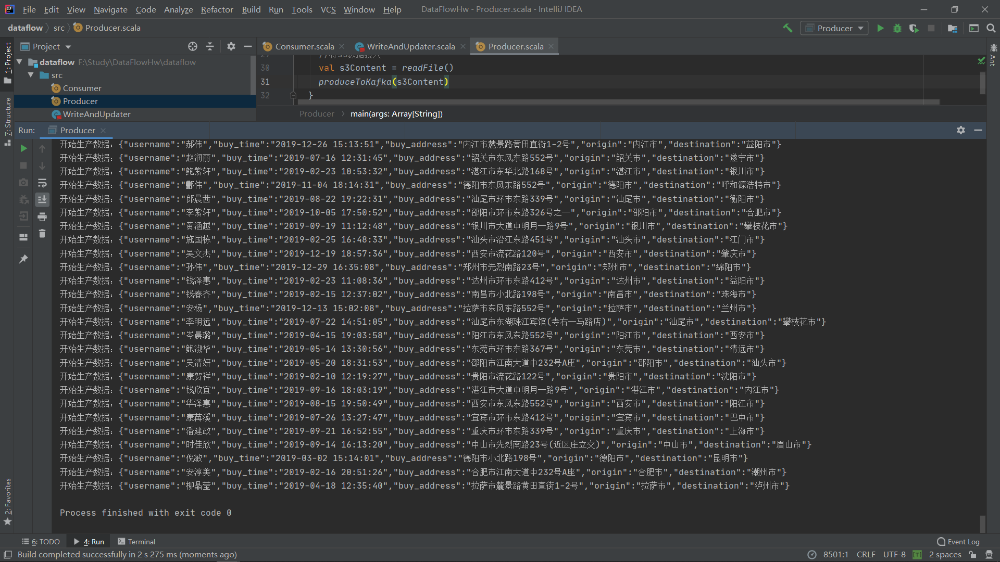 File Edit View Navigate Code Analyze Refactor Build Run Tools VCS Window Help DataFlowHw - Producer.scala - IntelliJ IDEA
dataflow src Producer.scala Producer
Project Consumer.scala WriteAndUpdater.scala Producer.scala
dataflow F:\Study\DataFlowHw\dataflow
src
Consumer
Producer
WriteAndUpdater
30 val s3Content = readFile()
31 produceToKafka(s3Content)
32 }
Producer main(args: Array[String])
1: Project
7: Structure
2: Favorites
Ant
Run: Producer
开始生产数据：{"username":"郝伟","buy_time":"2019-12-26 15:13:51","buy_address":"内江市麓景路黄田直街1-2号","origin":"内江市","destination":"益阳市"}
开始生产数据：{"username":"赵润丽","buy_time":"2019-07-16 12:31:45","buy_address":"韶关市东风东路552号","origin":"韶关市","destination":"遂宁市"}
开始生产数据：{"username":"鲍紫轩","buy_time":"2019-02-23 10:53:32","buy_address":"湛江市东华北路168号","origin":"湛江市","destination":"银川市"}
开始生产数据：{"username":"酆伟","buy_time":"2019-11-04 18:14:31","buy_address":"德阳市东风东路552号","origin":"德阳市","destination":"呼和源浩特市"}
开始生产数据：{"username":"郎晨茜","buy_time":"2019-08-22 19:22:31","buy_address":"汕尾市环市东路339号","origin":"汕尾市","destination":"衡阳市"}
开始生产数据：{"username":"李紫轩","buy_time":"2019-10-05 17:50:52","buy_address":"邵阳市环市东路326号之一","origin":"邵阳市","destination":"合肥市"}
开始生产数据：{"username":"黄涵越","buy_time":"2019-09-19 11:12:48","buy_address":"银川市大道中明月一路9号","origin":"银川市","destination":"攀枝花市"}
开始生产数据：{"username":"施国栋","buy_time":"2019-02-25 16:48:33","buy_address":"汕头市沿江东路451号","origin":"汕头市","destination":"江门市"}
开始生产数据：{"username":"吴文杰","buy_time":"2019-12-19 18:57:36","buy_address":"西安市流花路120号","origin":"西安市","destination":"肇庆市"}
开始生产数据：{"username":"孙伟","buy_time":"2019-12-29 16:35:08","buy_address":"郑州市先烈南路23号","origin":"郑州市","destination":"绵阳市"}
开始生产数据：{"username":"钱泽惠","buy_time":"2019-02-23 11:08:36","buy_address":"达州市环市东路412号","origin":"达州市","destination":"益阳市"}
开始生产数据：{"username":"钱春齐","buy_time":"2019-02-15 12:37:02","buy_address":"南昌市小北路198号","origin":"南昌市","destination":"珠海市"}
开始生产数据：{"username":"安杨","buy_time":"2019-12-13 15:02:08","buy_address":"拉萨市东风东路552号","origin":"拉萨市","destination":"兰州市"}
开始生产数据：{"username":"李明远","buy_time":"2019-07-22 14:51:05","buy_address":"汕尾市东湖珠江宾馆(寺右一马路店)","origin":"汕尾市","destination":"攀枝花市"}
开始生产数据：{"username":"岑晨璐","buy_time":"2019-04-15 19:03:58","buy_address":"阳江市东风东路552号","origin":"阳江市","destination":"西安市"}
开始生产数据：{"username":"鲍淑华","buy_time":"2019-05-14 13:30:56","buy_address":"东莞市环市东路367号","origin":"东莞市","destination":"清远市"}
开始生产数据：{"username":"吴清妍","buy_time":"2019-05-20 18:31:53","buy_address":"邵阳市江南大道中232号A座","origin":"邵阳市","destination":"汕头市"}
开始生产数据：{"username":"康贺祥","buy_time":"2019-02-10 12:19:27","buy_address":"贵阳市流花路122号","origin":"贵阳市","destination":"沈阳市"}
开始生产数据：{"username":"钱欣宜","buy_time":"2019-09-16 18:03:19","buy_address":"湛江市大道中明月一路9号","origin":"湛江市","destination":"内江市"}
开始生产数据：{"username":"华泽惠","buy_time":"2019-08-15 19:50:49","buy_address":"西安市东风东路552号","origin":"西安市","destination":"阳江市"}
开始生产数据：{"username":"康苒溪","buy_time":"2019-07-26 13:27:47","buy_address":"宜宾市环市东路412号","origin":"宜宾市","destination":"巴中市"}
开始生产数据：{"username":"潘建政","buy_time":"2019-09-21 16:52:55","buy_address":"重庆市环市东路339号","origin":"重庆市","destination":"上海市"}
开始生产数据：{"username":"时佳欣","buy_time":"2019-09-14 16:13:20","buy_address":"中山市先烈南路23号(近区庄立交)","origin":"中山市","destination":"眉山市"}
开始生产数据：{"username":"倪敏","buy_time":"2019-03-02 15:14:01","buy_address":"德阳市小北路198号","origin":"德阳市","destination":"昆明市"}
开始生产数据：{"username":"安淳美","buy_time":"2019-02-16 20:51:26","buy_address":"合肥市江南大道中232号A座","origin":"合肥市","destination":"潮州市"}
开始生产数据：{"username":"柳晶莹","buy_time":"2019-04-18 12:35:40","buy_address":"拉萨市麓景路黄田直街1-2号","origin":"拉萨市","destination":"泸州市"}
Process finished with exit code 0
6: TODO 4: Run Terminal Event Log
Build completed successfully in 2 s 275 ms (moments ago) 8501:1 CRLF UTF-8 [T] 2 spaces